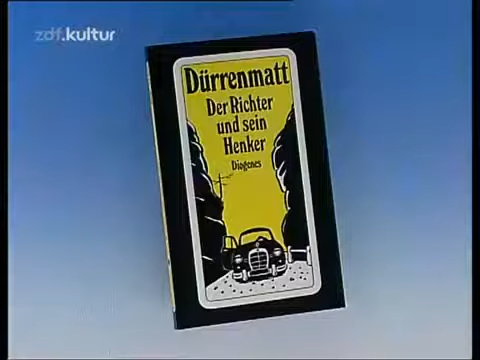 zdf.kultur
Dürrenmatt
Der Richter
und sein
Henker
Diogenes